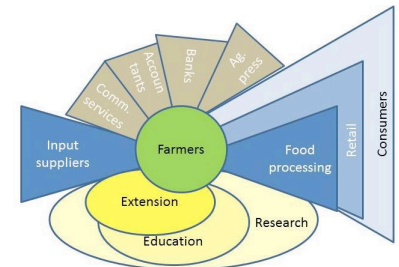 Comm.
services
Accoun
tants
Banks
Ag.
press
Input
suppliers
Farmers
Food
processing
Retail
Consumers
Extension
Education
Research